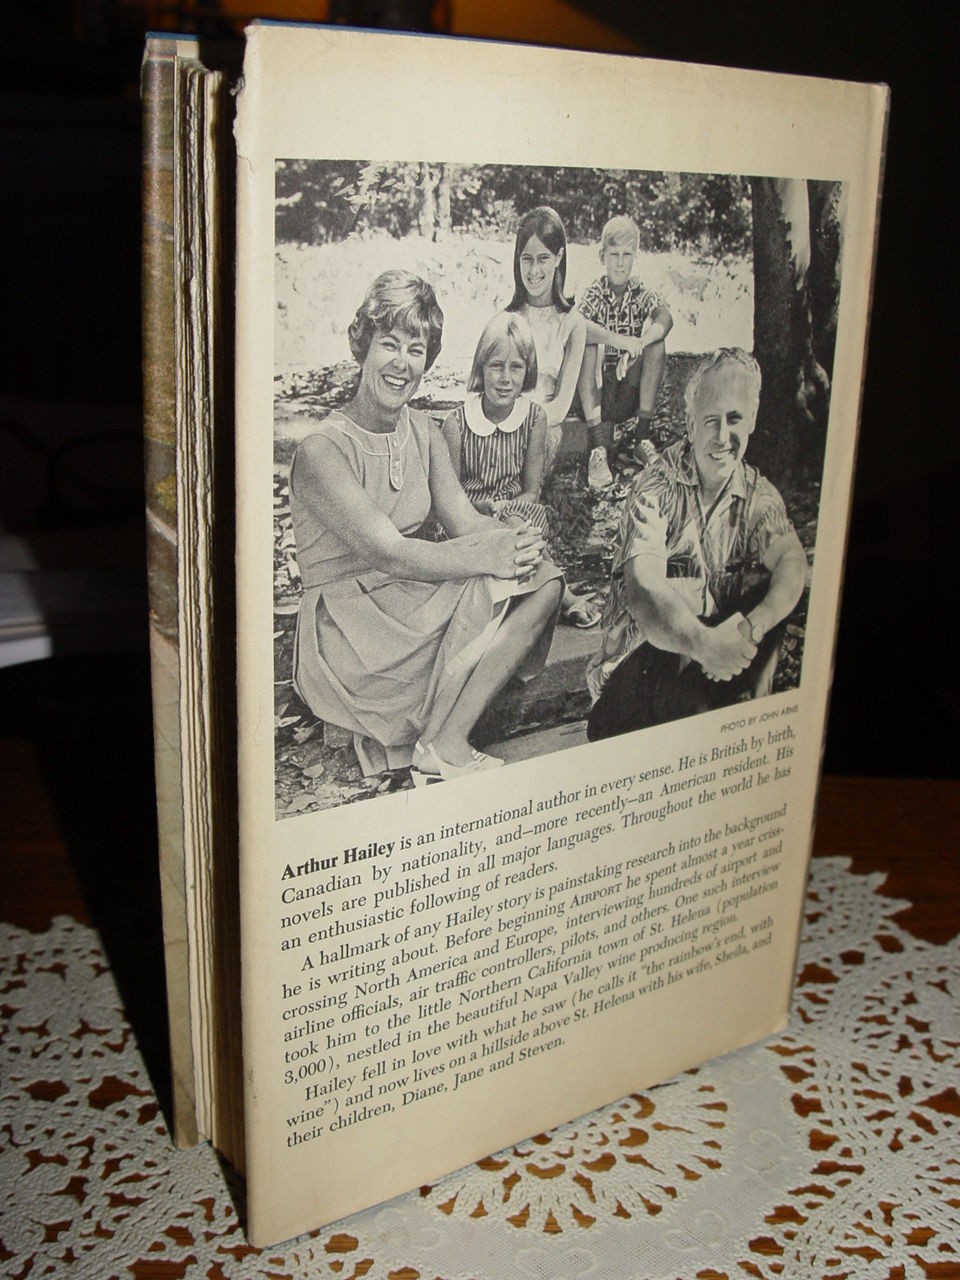 PHOTO BY JOHN ARMS
Arthur Hailey is an international author in every sense. He is British by birth,
Canadian by nationality, and—more recently—an American resident. His
novels are published in all major languages. Throughout the world he has
an enthusiastic following of readers.
A hallmark of any Hailey story is painstaking research into the background
he is writing about. Before beginning AIRPORT he spent almost a year criss-
crossing North America and Europe, interviewing hundreds of airport and
airline officials, air traffic controllers, pilots, and others. One such interview
took him to the little Northern California town of St. Helena (population
3,000), nestled in the beautiful Napa Valley wine producing region.
Hailey fell in love with what he saw (he calls it "the rainbow's end, with
wine") and now lives on a hillside above St. Helena with his wife, Sheila, and
their children, Diane, Jane and Steven.